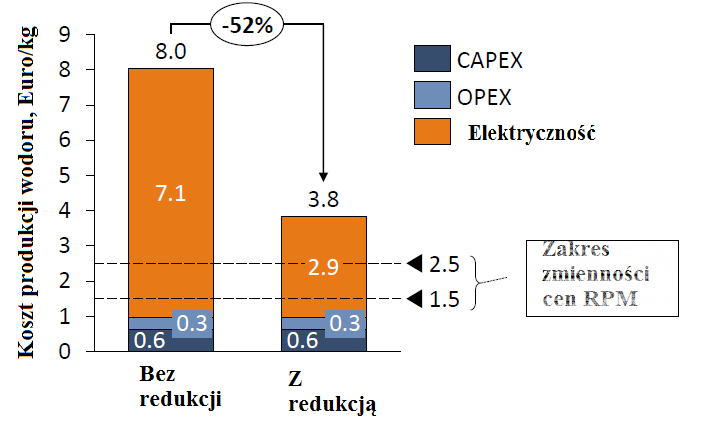 Koszt produkcji wodoru, Euro/kg
9
8
7
6
5
4
3
2
1
0
-52%
8.0
7.1
0.3
0.6
3.8
2.9
0.3
0.6
2.5
1.5
Bez
redukcji
Z
redukcją
CAPEX
OPEX
Elektryczność
Zakres
zmienności
cen RPM